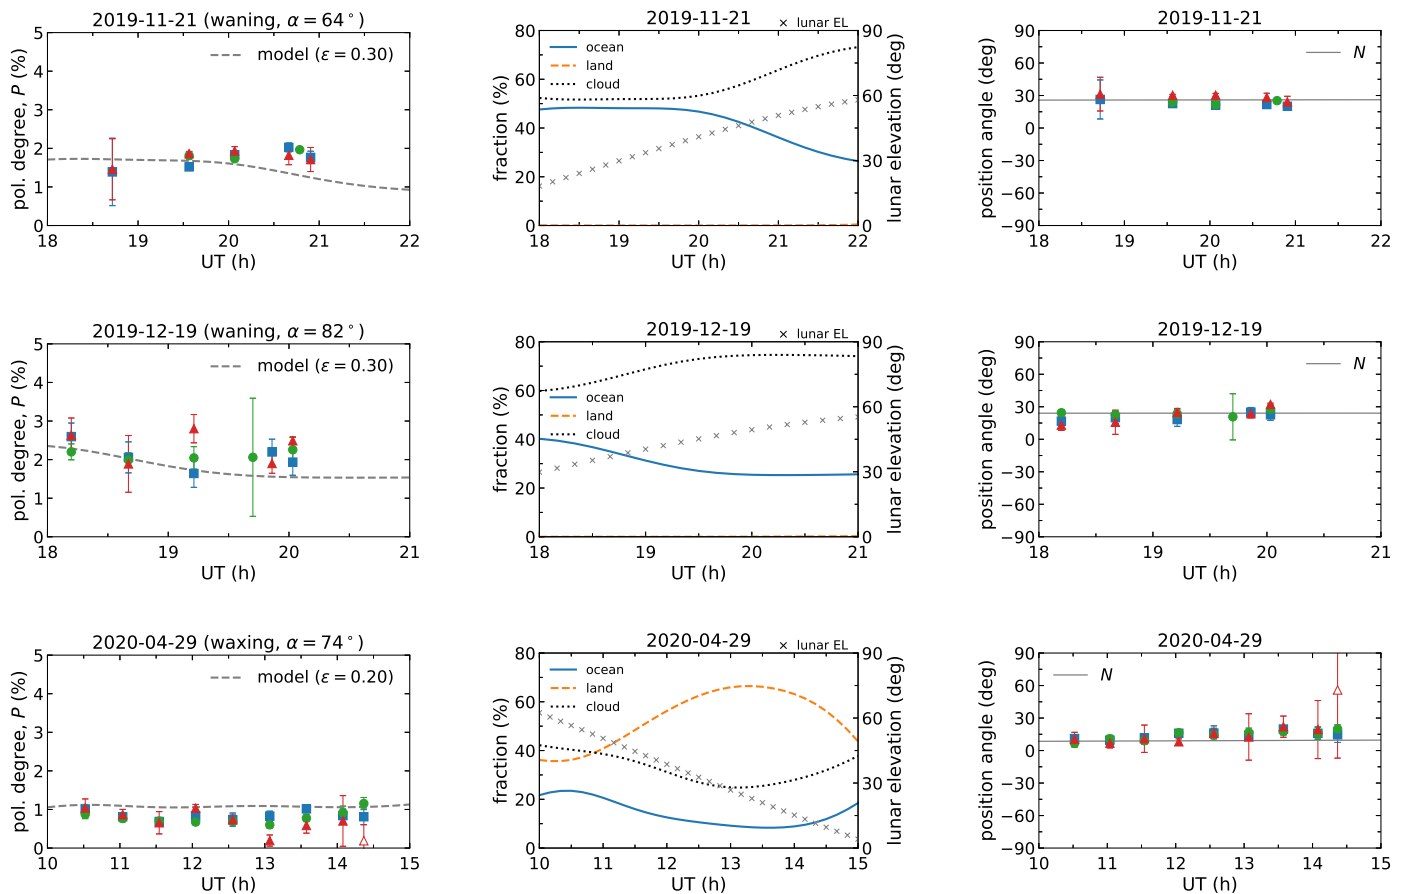 2019-11-21 (waning, α = 64°)
model (ε = 0.30)
pol. degree, P (%)
5
4
3
2
1
0
18 19 20 21 22
UT (h)
2019-11-21
× lunar EL
ocean
land
cloud
fraction (%)
80
60
40
20
0
90
60
30
0
lunar elevation (deg)
18 19 20 21 22
UT (h)
2019-11-21
N
position angle (deg)
90
60
30
0
−30
−60
−90
18 19 20 21 22
UT (h)
2019-12-19 (waning, α = 82°)
model (ε = 0.30)
pol. degree, P (%)
5
4
3
2
1
0
18 19 20 21
UT (h)
2019-12-19
× lunar EL
ocean
land
cloud
fraction (%)
80
60
40
20
0
90
60
30
0
lunar elevation (deg)
18 19 20 21
UT (h)
2019-12-19
N
position angle (deg)
90
60
30
0
−30
−60
−90
18 19 20 21
UT (h)
2020-04-29 (waxing, α = 74°)
model (ε = 0.20)
pol. degree, P (%)
5
4
3
2
1
0
10 11 12 13 14 15
UT (h)
2020-04-29
× lunar EL
ocean
land
cloud
fraction (%)
80
60
40
20
0
90
60
30
0
lunar elevation (deg)
10 11 12 13 14 15
UT (h)
2020-04-29
N
position angle (deg)
90
60
30
0
−30
−60
−90
10 11 12 13 14 15
UT (h)